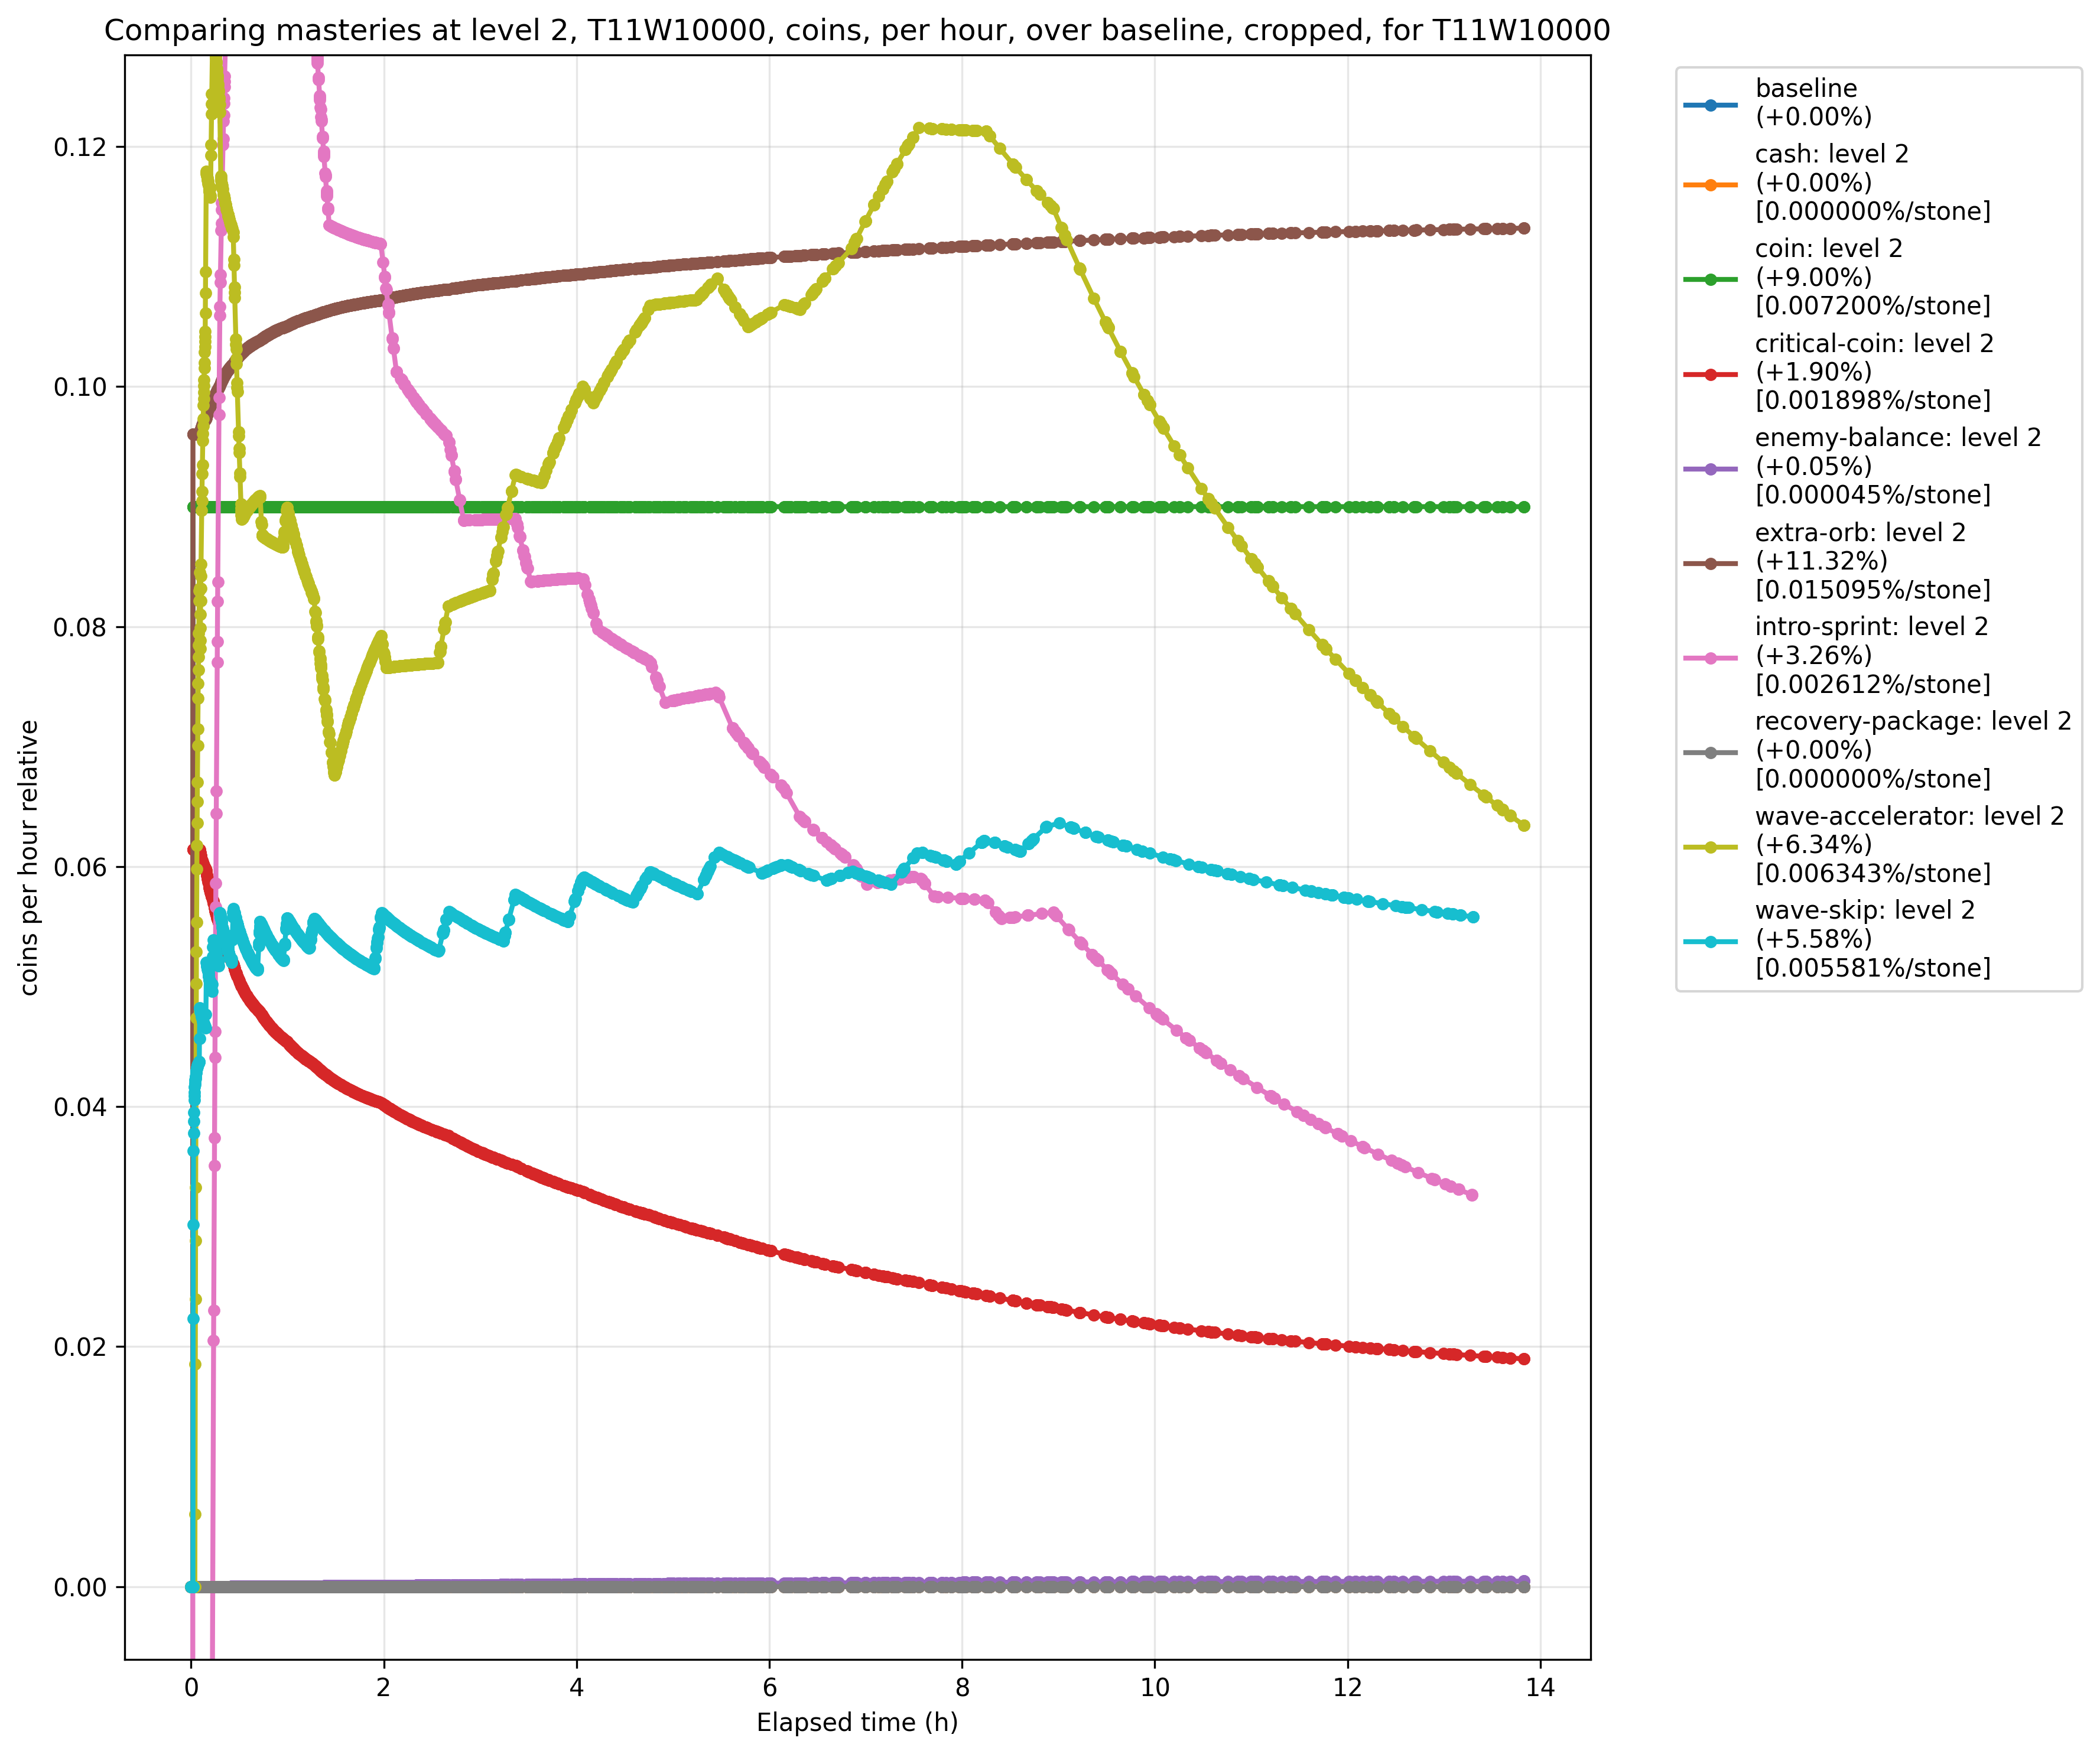 Comparing masteries at level 2, T11W10000, coins, per hour, over baseline, cropped, for T11W10000
coins per hour relative
0.12
0.10
0.08
0.06
0.04
0.02
0.00
0
2
4
6
8
10
12
14
Elapsed time (h)
baseline
(+0.00%)
cash: level 2
(+0.00%)
[0.000000%/stone]
coin: level 2
(+9.00%)
[0.007200%/stone]
critical-coin: level 2
(+1.90%)
[0.001898%/stone]
enemy-balance: level 2
(+0.05%)
[0.000045%/stone]
extra-orb: level 2
(+11.32%)
[0.015095%/stone]
intro-sprint: level 2
(+3.26%)
[0.002612%/stone]
recovery-package: level 2
(+0.00%)
[0.000000%/stone]
wave-accelerator: level 2
(+6.34%)
[0.006343%/stone]
wave-skip: level 2
(+5.58%)
[0.005581%/stone]